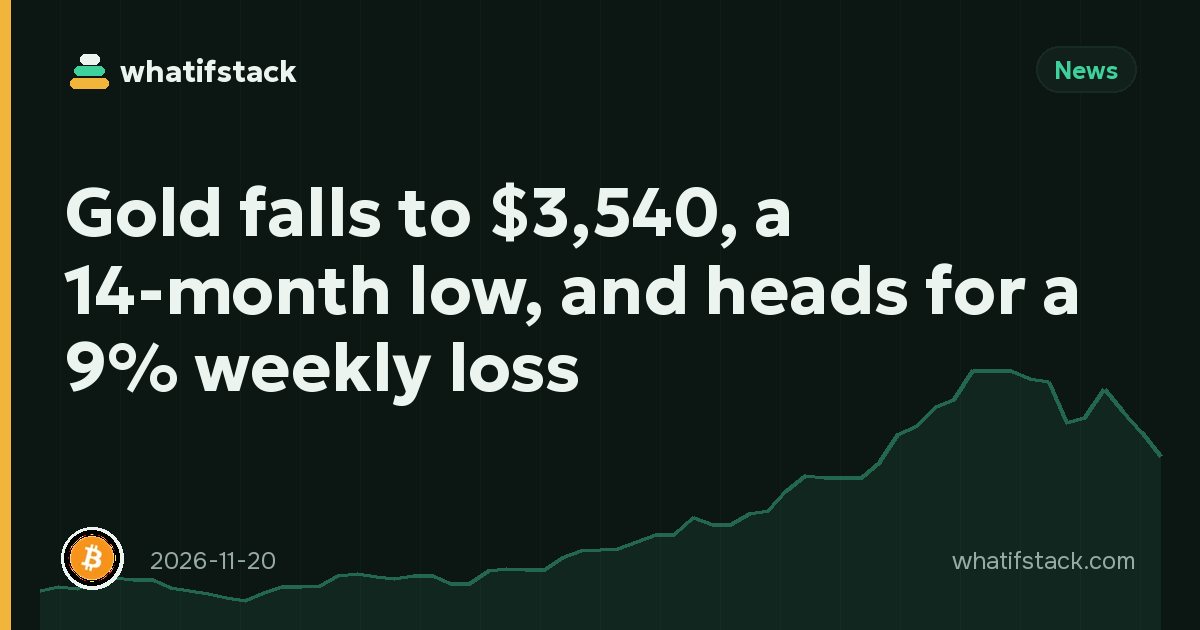 whatifstack
News
Gold falls to $3,540, a
14-month low, and heads for a
9% weekly loss
2026-11-20
whatifstack.com